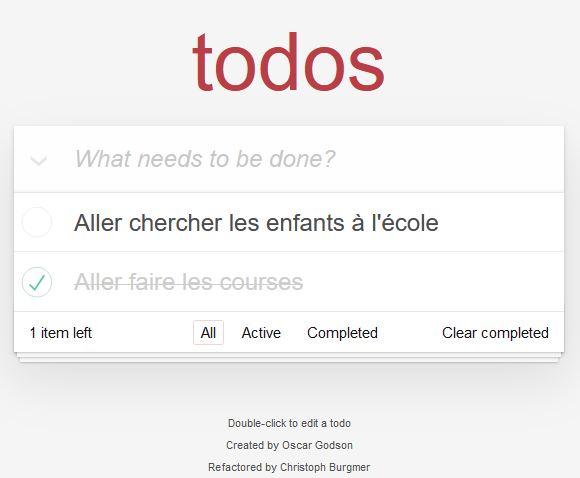 todos
What needs to be done?
Aller chercher les enfants à l'école
Aller faire les courses
1 item left All Active Completed Clear completed
Double-click to edit a todo
Created by Oscar Godson
Refactored by Christoph Burgmer